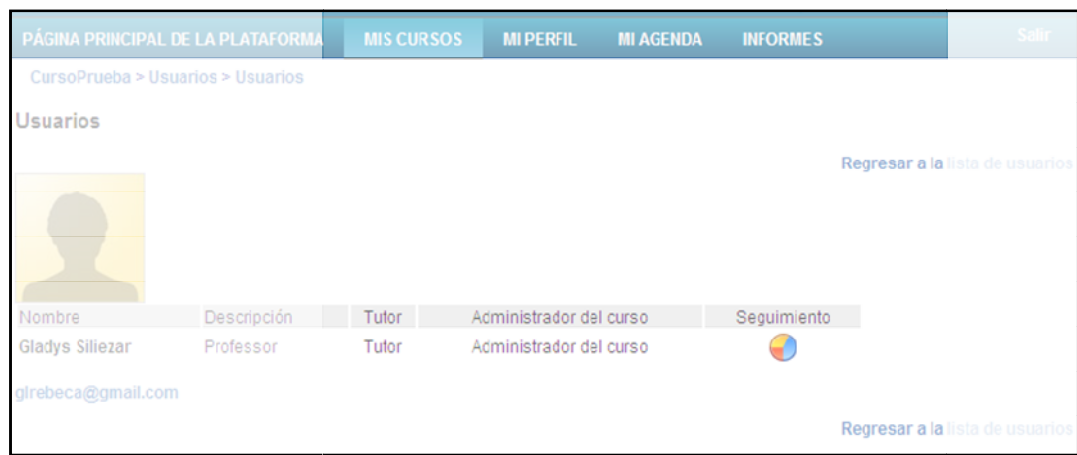 PÁGINA PRINCIPAL DE LA PLATAFORMA MIS CURSOS MI PERFIL MI AGENDA INFORMES Salir
CursoPrueba > Usuarios > Usuarios
Usuarios
Regresar a la lista de usuarios
Nombre Descripción Tutor Administrador del curso Seguimiento
Gladys Siliezar Professor Tutor Administrador del curso
glrebeca@gmail.com
Regresar a la lista de usuarios